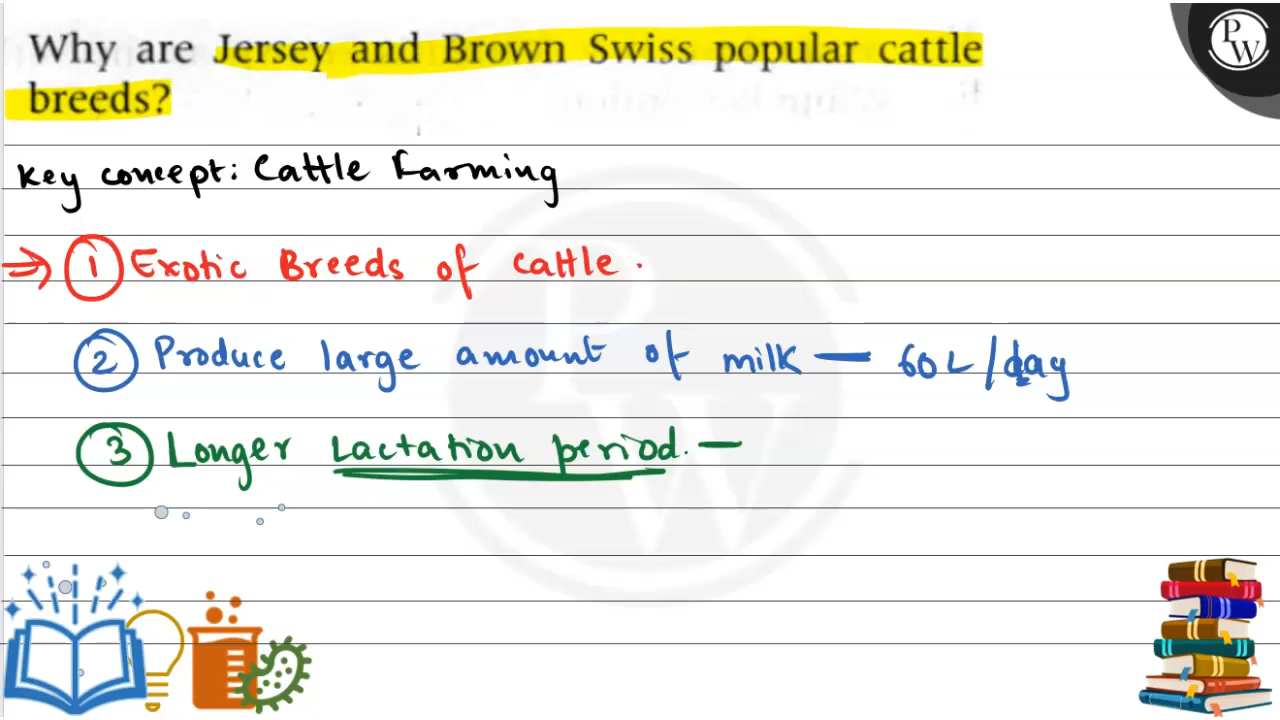 Why are Jersey and Brown Swiss popular cattle
breeds?
PW
Key concept: Cattle Farming
⇒ ① Exotic Breeds of cattle.
② Produce large amount of milk — 60L/day
③ Longer Lactation period. —
PW